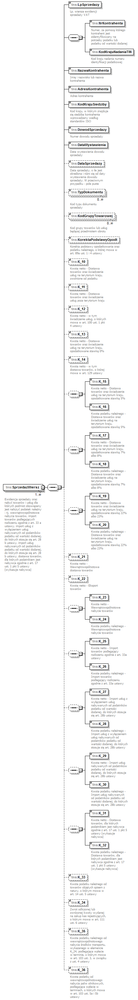 tns:LpSprzedazy
Lp. wiersza ewidencji
sprzedaży VAT
tns:NrKontrahenta
Numer, za pomocą którego
kontrahent jest
zidentyfikowany na
potrzeby podatku lub
podatku od wartości dodanej
tns:KodKrajuNadaniaTIN
Kod kraju nadania numeru
identyfikacji podatkowej
tns:NazwaKontrahenta
Imię i nazwisko lub nazwa
kontrahenta
tns:AdresKontrahenta
Adres kontrahenta
tns:KodKrajuSiedziby
Kod kraju, w którym znajduje
się siedziba kontrahenta
wprowadzany według
standardów ISO
tns:DowodSprzedazy
Numer dowodu sprzedaży
tns:DataWystawienia
Data wystawienia dowodu
sprzedaży
tns:DataSprzedazy
Data sprzedaży, o ile jest
określona i różni się od daty
wystawienia dowodu
sprzedaży. W przeciwnym
przypadku - pole puste
tns:TypDokumentu
0..∞
Kod typu dokumentu
sprzedaży
tns:KodGrupyTowarowej
0..∞
Kod grupy towarów lub usług
będącej przedmiotem obrotu
tns:KorektaPodstawyOpodt
Korekta podstawy opodatkowania oraz
podatku należnego, o której mowa w
art. 89a ust. 1 i 4 ustawy
tns:K_10
Kwota netto - Dostawa
towarów oraz świadczenie
usług na terytorium kraju,
zwolnione od podatku
tns:K_11
Kwota netto - Dostawa
towarów oraz świadczenie
usług poza terytorium kraju
tns:K_12
Kwota netto - w tym
świadczenie usług, o których
mowa w art. 100 ust. 1 pkt
4 ustawy
tns:K_13
Kwota netto - Dostawa
towarów oraz świadczenie
usług na terytorium kraju,
opodatkowane stawką 0%
tns:K_14
Kwota netto - w tym
dostawa towarów, o której
mowa w art. 129 ustawy
tns:K_15
Kwota netto - Dostawa
towarów oraz świadczenie
usług na terytorium kraju,
opodatkowane stawką 5%
tns:K_16
Kwota podatku należnego -
Dostawa towarów oraz
świadczenie usług na
terytorium kraju,
opodatkowane stawką 5%
tns:K_17
Kwota netto - Dostawa
towarów oraz świadczenie
usług na terytorium kraju,
opodatkowane stawką 7%
albo 8%
tns:K_18
Kwota podatku należnego -
Dostawa towarów oraz
świadczenie usług na
terytorium kraju,
opodatkowane stawką 7% albo
8%
tns:SprzedazWiersz
1..∞
Ewidencja sprzedaży oraz
nabyć towarów i usług dla
których podmiot obowiązany
jest naliczyć podatek należny
- tj. wewnątrzwspólnotowe
nabycia towarów, import
towarów podlegających
rozliczeniu zgodnie z art. 33 a
ustawy, import usług z
wyłączeniem usług
nabywanych od podatników
podatku od wartości dodanej,
do których stosuje się art. 28
b ustawy, import usług
nabywanych od podatników
podatku od wartości dodanej,
do których stosuje się art. 28
b ustawy, dostawa towarów,
dla których podatnikiem jest
nabywca zgodnie z art. 17
ust. 1 pkt 5 ustawy
(wykazuje nabywca)
tns:K_19
Kwota netto - Dostawa
towarów oraz świadczenie
usług na terytorium kraju,
opodatkowane stawką 22%
albo 23%
tns:K_20
Kwota podatku należnego -
Dostawa towarów oraz
świadczenie usług na
terytorium kraju,
opodatkowane stawką 22%
albo 23%
tns:K_21
Kwota netto -
Wewnątrzwspólnotowa
dostawa towarów
tns:K_22
Kwota netto - Eksport
towarów
tns:K_23
Kwota netto -
Wewnątrzwspólnotowe
nabycie towarów
tns:K_24
Kwota podatku należnego -
Wewnątrzwspólnotowe
nabycie towarów
tns:K_25
Kwota netto - Import
towarów podlegający
rozliczeniu zgodnie z art. 33a
ustawy
tns:K_26
Kwota podatku należnego -
Import towarów
podlegający rozliczeniu
zgodnie z art. 33a ustawy
tns:K_27
Kwota netto - Import usług z
wyłączeniem usług
nabywanych od podatników
podatku od wartości
dodanej, do których stosuje
się art. 28b ustawy
tns:K_28
Kwota podatku należnego -
Import usług z wyłączeniem
usług nabywanych od
podatników podatku od
wartości dodanej, do których
stosuje się art. 28b ustawy
tns:K_29
Kwota netto - Import usług
nabywanych od podatników
podatku od wartości
dodanej, do których stosuje
się art. 28b ustawy
tns:K_30
Kwota podatku należnego -
Import usług nabywanych
od podatników podatku od
wartości dodanej, do których
stosuje się art. 28b ustawy
tns:K_31
Kwota netto - Dostawa
towarów, dla których
podatnikiem jest nabywca
zgodnie z art. 17 ust. 1 pkt 5
ustawy (wykazuje
nabywca)
tns:K_32
Kwota podatku należnego -
Dostawa towarów, dla
których podatnikiem jest
nabywca zgodnie z art. 17
ust. 1 pkt 5 ustawy
(wykazuje nabywca)
tns:K_33
Kwota podatku należnego od
towarów objętych spisem z
natury, o którym mowa w
art. 14 ust. 5 ustawy
tns:K_34
Zwrot odliczonej lub
zwróconej kwoty wydanej
na zakup kas rejestrujących,
o którym mowa w art. 111
ust. 6 ustawy
tns:K_35
Kwota podatku należnego od
wewnątrzwspólnotowego
nabycia środków transportu,
wykazanego w elemencie
K_24, podlegająca wpłacie
w terminie, o którym mowa
w art. 103 ust. 3, w związku
z ust. 4 ustawy
tns:K_36
Kwota podatku od
wewnątrzwspólnotowego
nabycia paliw silnikowych,
podlegająca wpłacie w
terminach, o których mowa
w art. 103 ust. 5a i 5b
ustawy